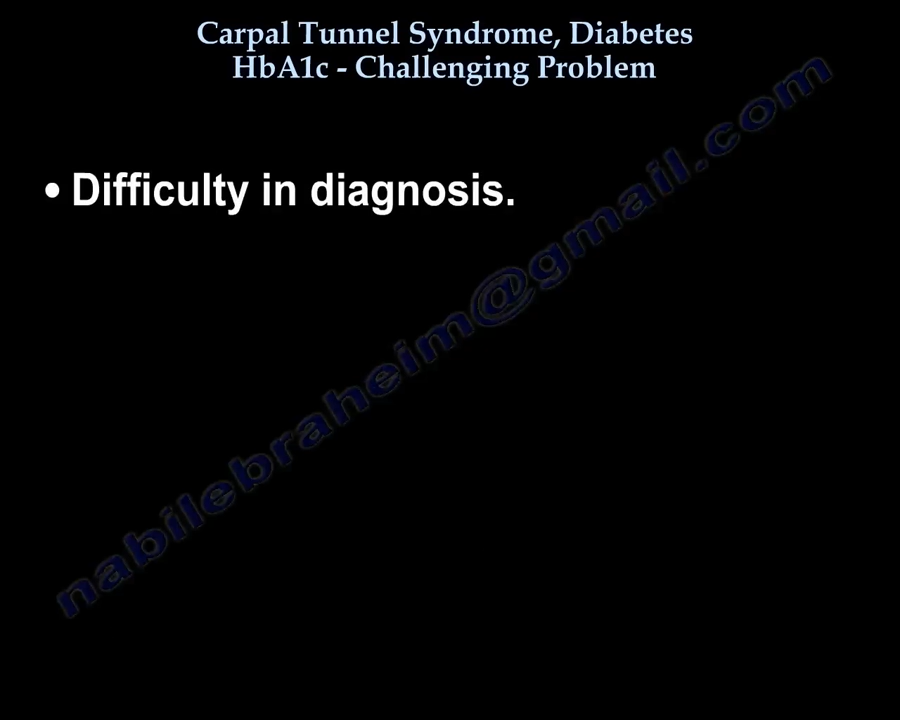 Carpal Tunnel Syndrome, Diabetes
HbA1c - Challenging Problem
• Difficulty in diagnosis.
nabilebraheim@gmail.com